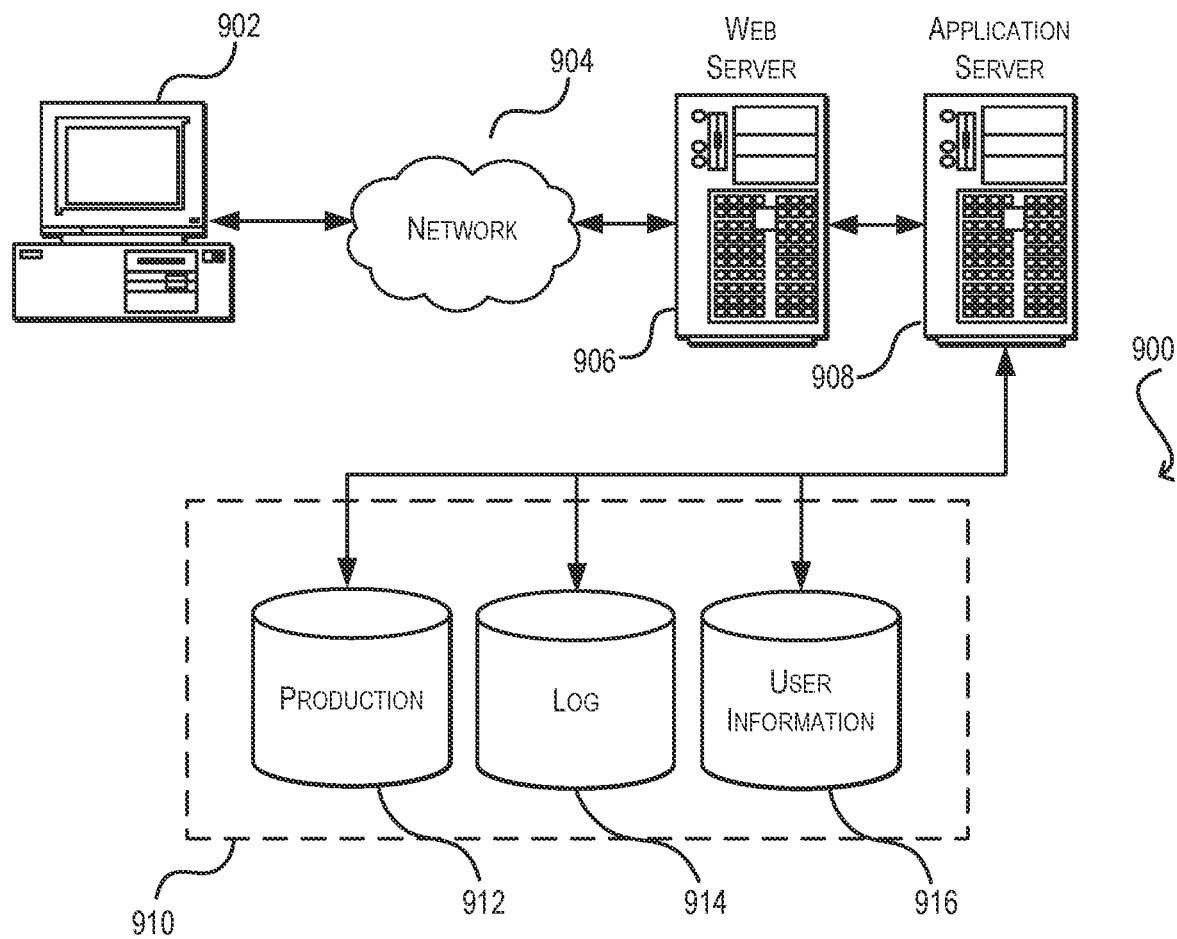 902
904
WEB
SERVER
APPLICATION
SERVER
NETWORK
906
908
900
PRODUCTION
LOG
USER
INFORMATION
910
912
914
916